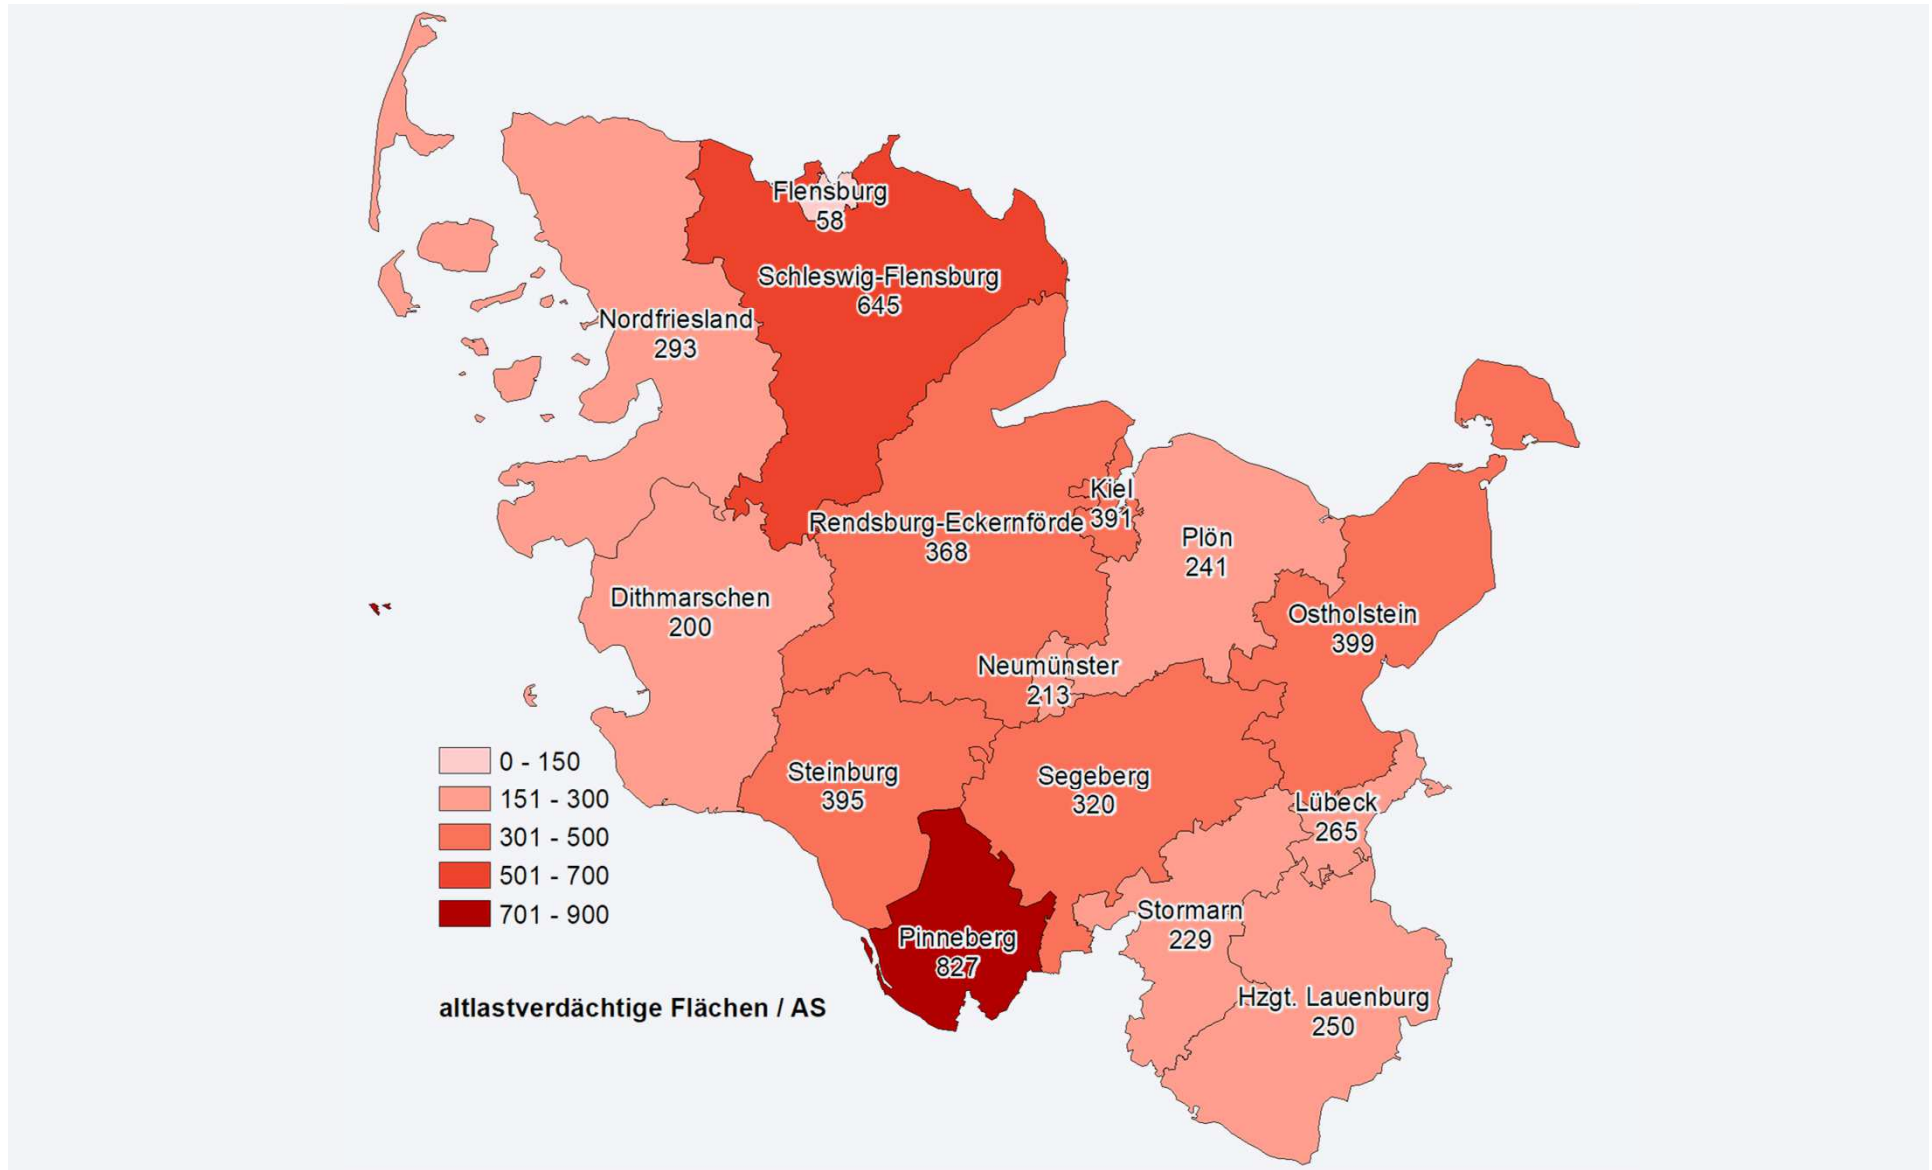 Flensburg
58
Schleswig-Flensburg
645
Nordfriesland
293
Kiel
391
Rendsburg-Eckernförde
368
Plön
241
Dithmarschen
200
Ostholstein
399
Neumünster
213
Steinburg
395
Segeberg
320
Lübeck
265
Stormarn
229
Pinneberg
827
Hzgt. Lauenburg
250
0 - 150
151 - 300
301 - 500
501 - 700
701 - 900
altlastverdächtige Flächen / AS